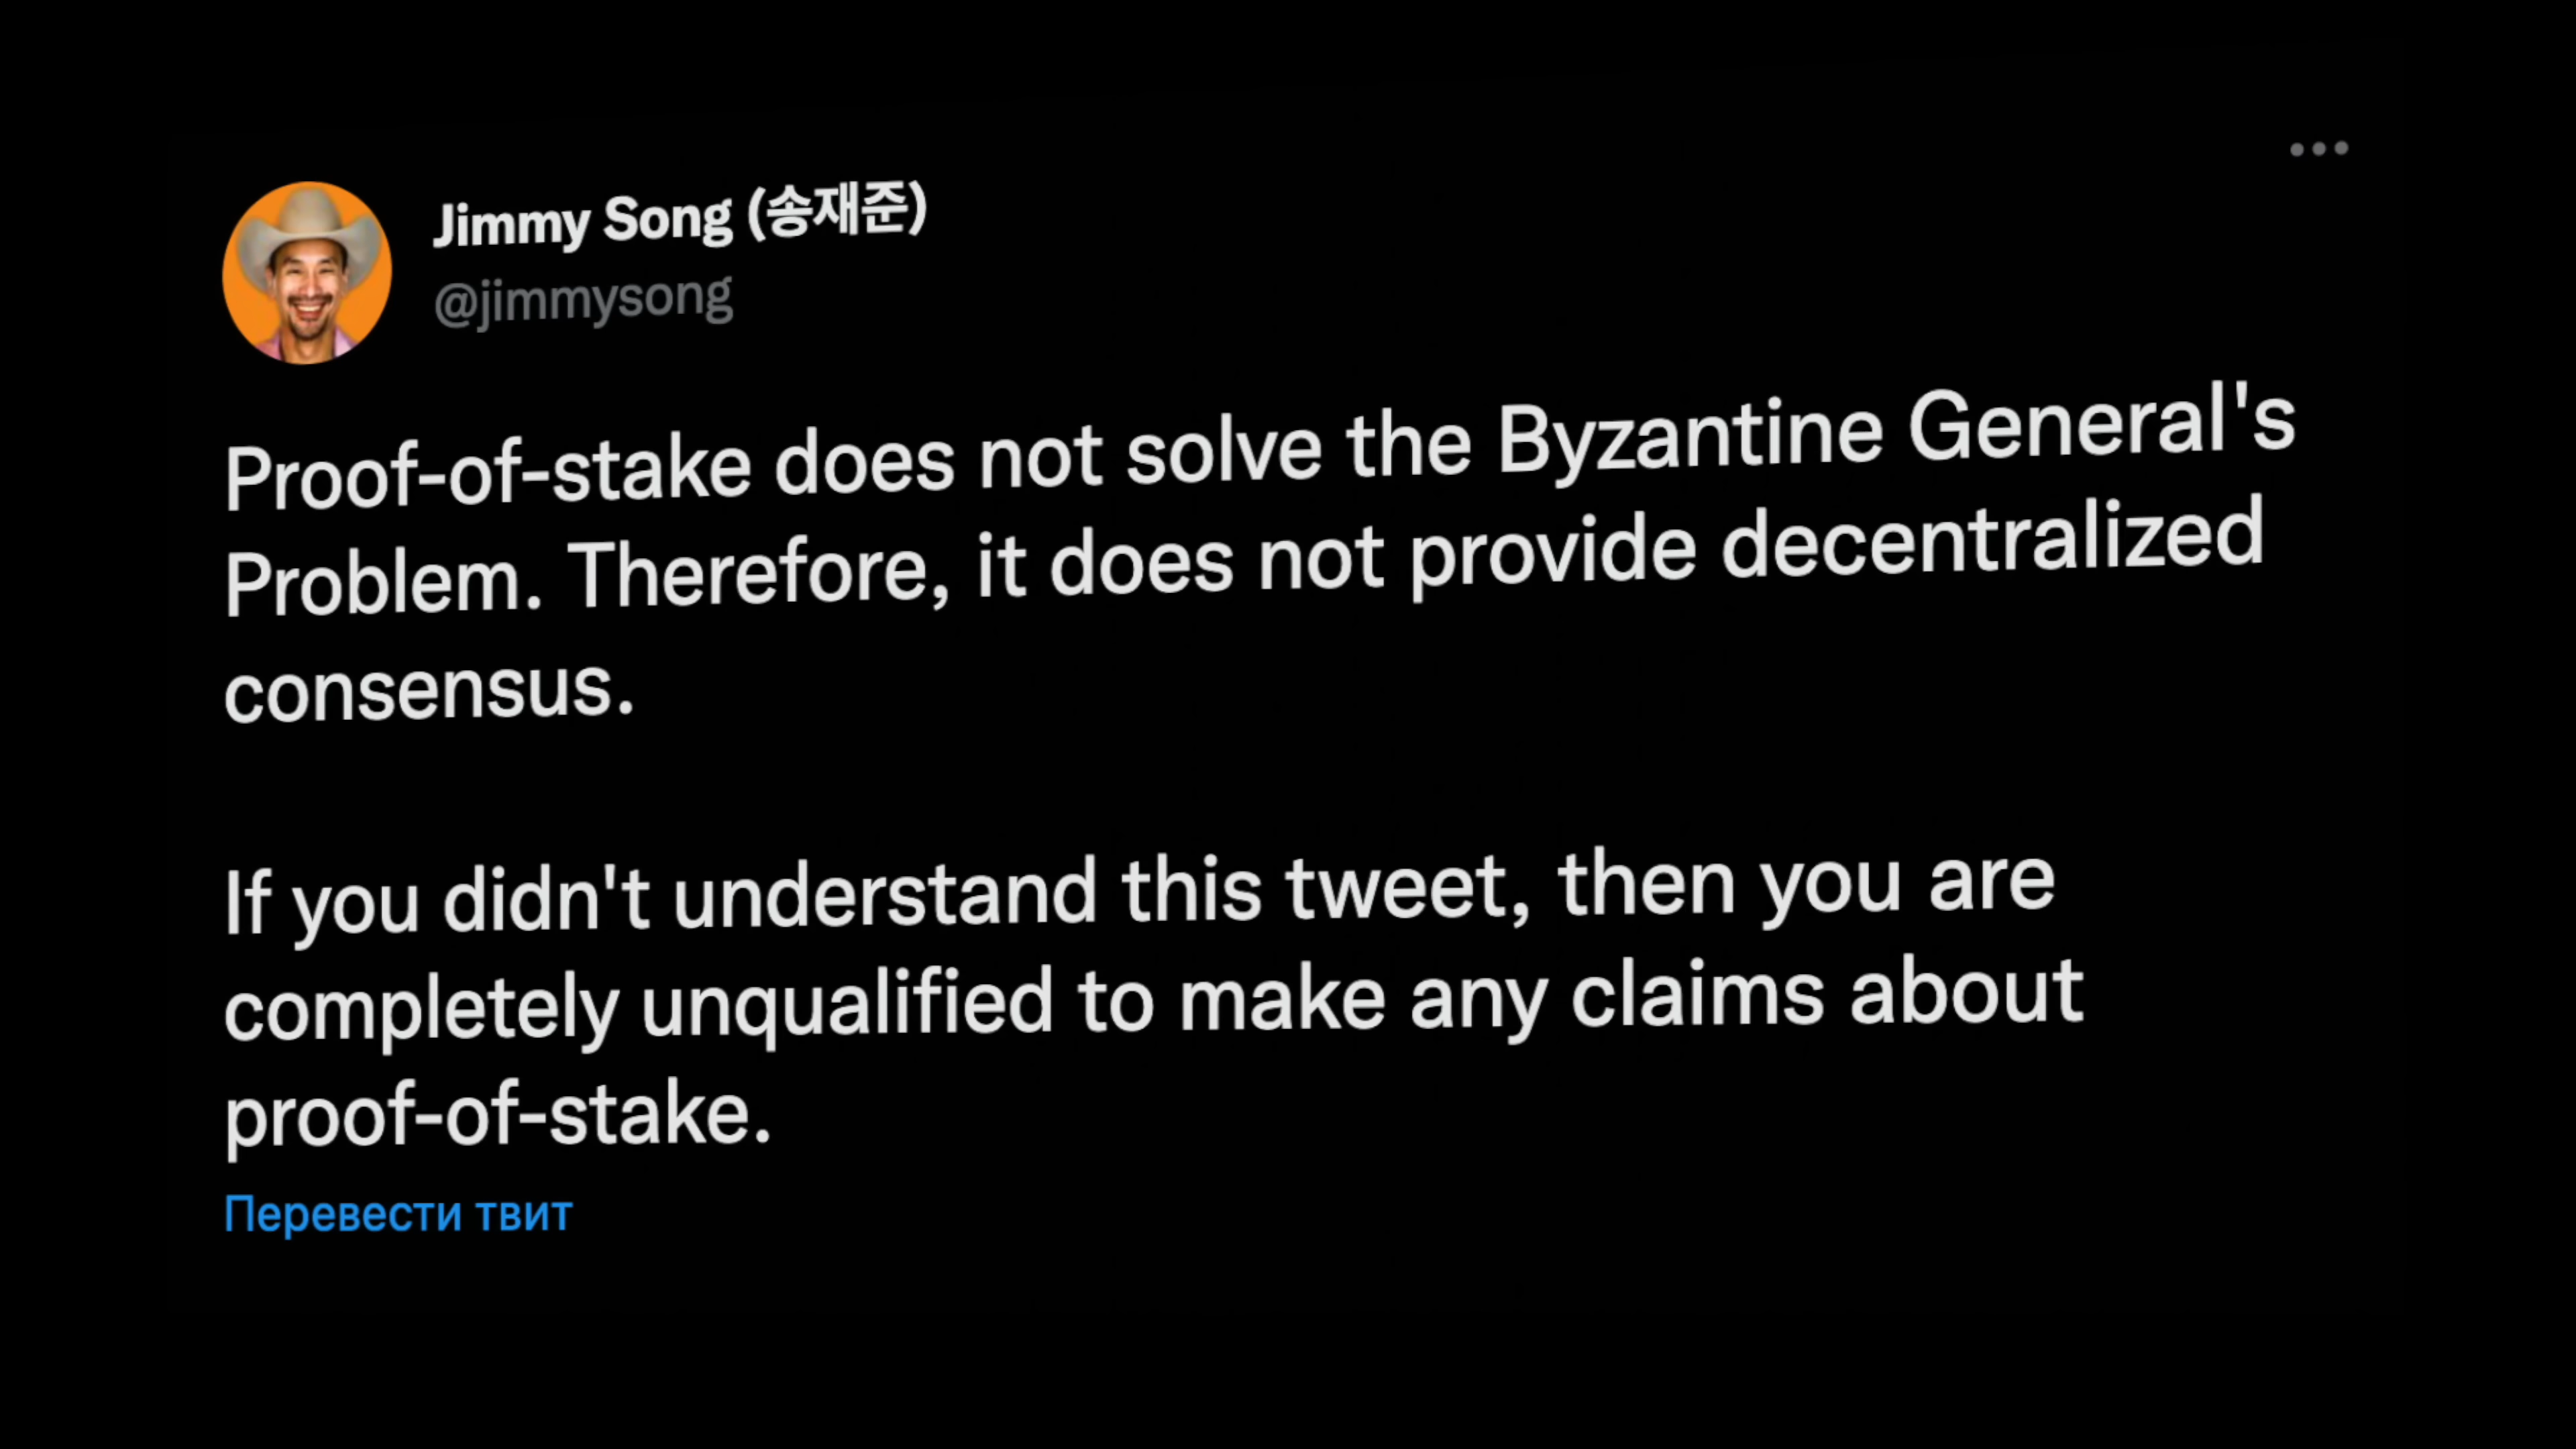 Jimmy Song (송재준)
@jimmysong
Proof-of-stake does not solve the Byzantine General's
Problem. Therefore, it does not provide decentralized
consensus.
If you didn't understand this tweet, then you are
completely unqualified to make any claims about
proof-of-stake.
Перевести твит